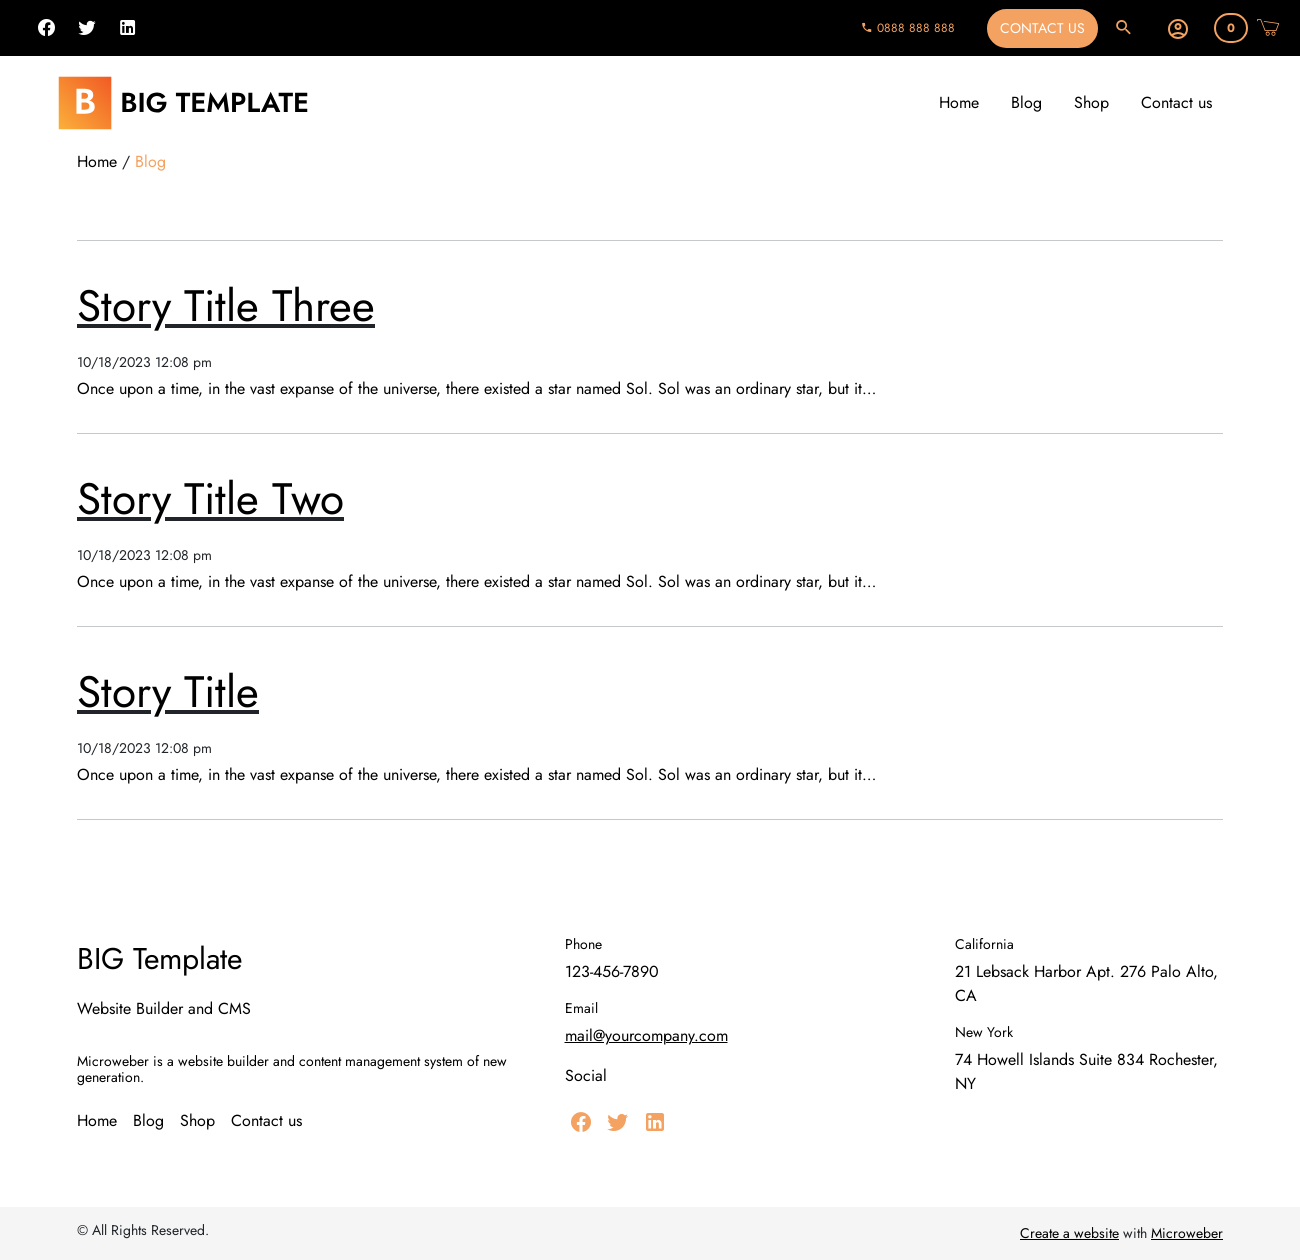 0888 888 888
CONTACT US
0
B BIG TEMPLATE
Home Blog Shop Contact us
Home / Blog
Story Title Three
10/18/2023 12:08 pm
Once upon a time, in the vast expanse of the universe, there existed a star named Sol. Sol was an ordinary star, but it...
Story Title Two
10/18/2023 12:08 pm
Once upon a time, in the vast expanse of the universe, there existed a star named Sol. Sol was an ordinary star, but it...
Story Title
10/18/2023 12:08 pm
Once upon a time, in the vast expanse of the universe, there existed a star named Sol. Sol was an ordinary star, but it...
BIG Template
Website Builder and CMS
Microweber is a website builder and content management system of new
generation.
Home Blog Shop Contact us
Phone
123-456-7890
Email
mail@yourcompany.com
Social
California
21 Lebsack Harbor Apt. 276 Palo Alto,
CA
New York
74 Howell Islands Suite 834 Rochester,
NY
© All Rights Reserved.
Create a website with Microweber